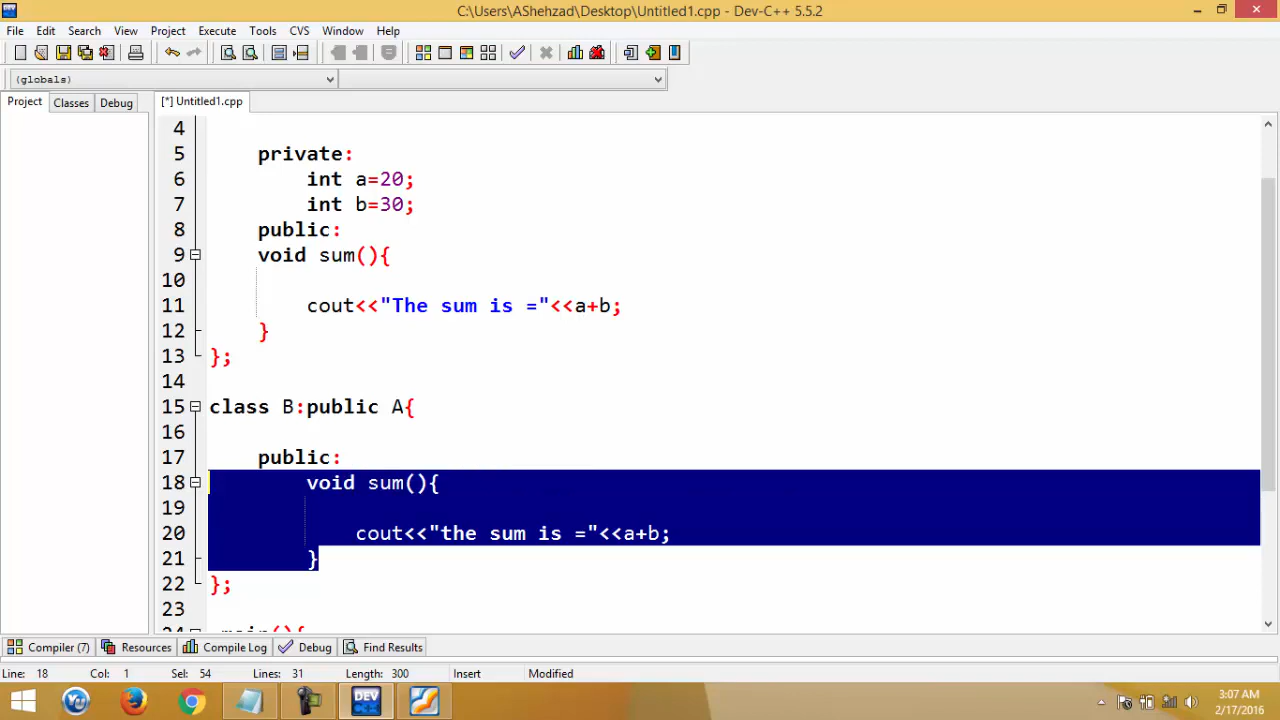 C:\Users\AShehzad\Desktop\Untitled1.cpp - Dev-C++ 5.5.2
File Edit Search View Project Execute Tools CVS Window Help
(globals)
Project Classes Debug [*] Untitled1.cpp
4
5 private:
6 int a=20;
7 int b=30;
8 public:
9 void sum(){
10
11 cout<<"The sum is ="<<a+b;
12 }
13 };
14
15 class B:public A{
16
17 public:
18 void sum(){
19
20 cout<<"the sum is ="<<a+b;
21 }
22 };
23
24 main(){
Compiler (7) Resources Compile Log Debug Find Results
Line: 18 Col: 1 Sel: 54 Lines: 31 Length: 300 Insert Modified
DEV
3:07 AM
2/17/2016